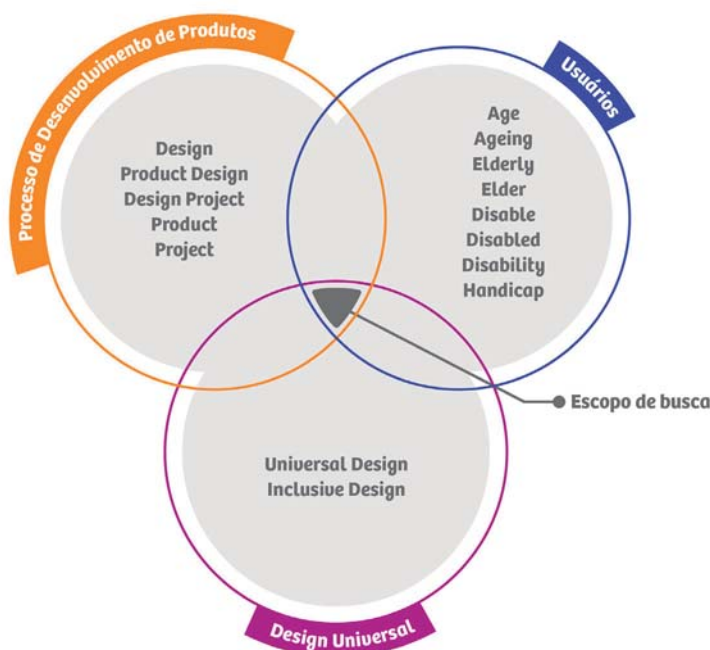 Processo de Desenvolvimento de Produtos
Design
Product Design
Design Project
Product
Project
Usuários
Age
Ageing
Elderly
Elder
Disable
Disabled
Disability
Handicap
Escopo de busca
Universal Design
Inclusive Design
Design Universal